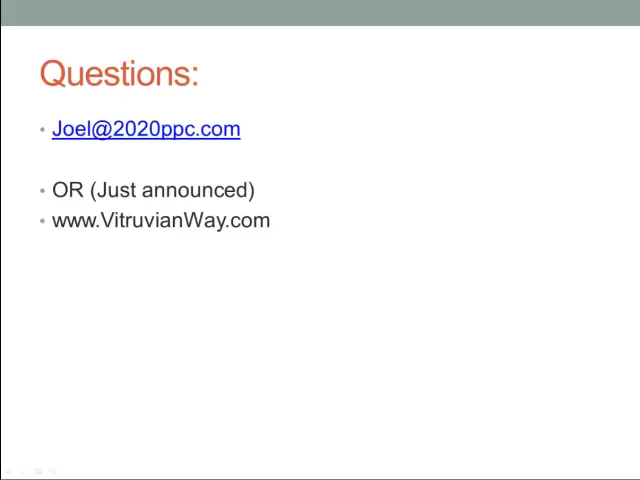 Questions:
• Joel@2020ppc.com
• OR (Just announced)
• www.VitruvianWay.com